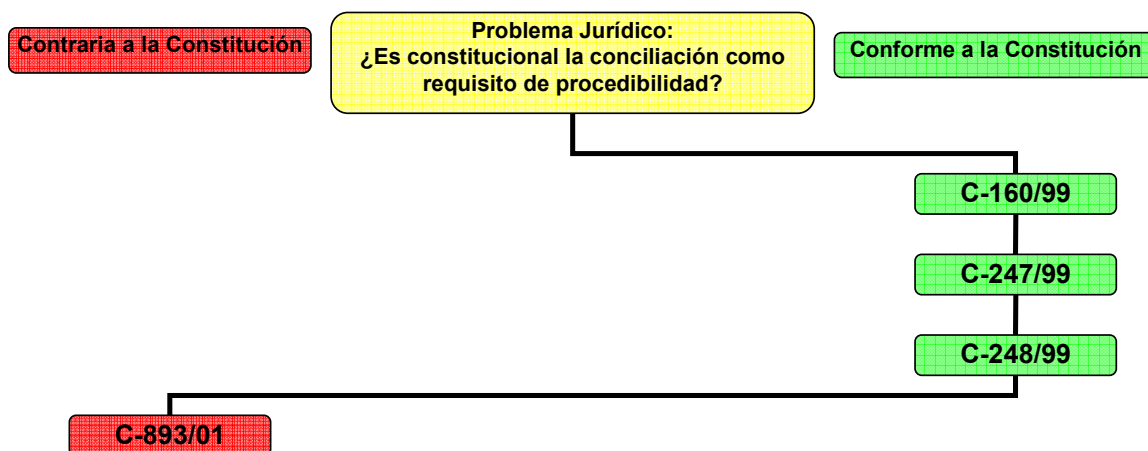 Contraria a la Constitución
Problema Jurídico:
¿Es constitucional la conciliación como
requisito de procedibilidad?
Conforme a la Constitución
C-160/99
C-247/99
C-248/99
C-893/01